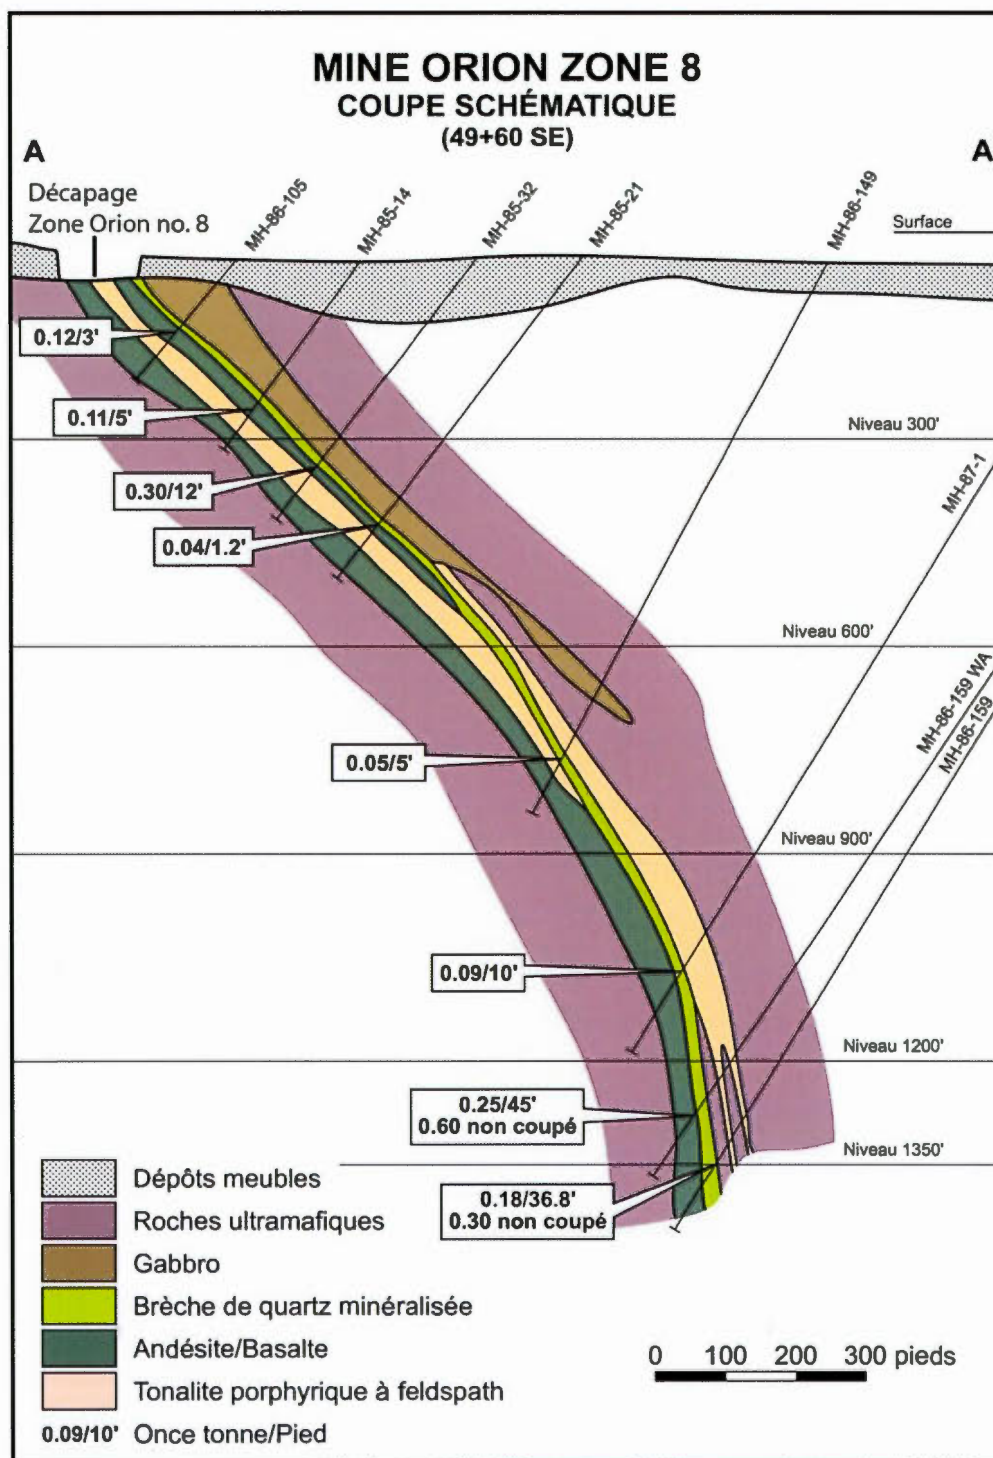 MINE ORION ZONE 8
COUPE SCHÉMATIQUE
(49+60 SE)
A
A
Décapage
Zone Orion no. 8
MH-86-105
MH-85-14
MH-85-32
MH-85-21
MH-86-149
Surface
0.12/3'
0.11/5'
Niveau 300'
0.30/12'
MH-87-1
0.04/1.2'
Niveau 600'
MH-86-159 WA
MH-86-159
0.05/5'
Niveau 900'
0.09/10'
Niveau 1200'
0.25/45'
0.60 non coupé
Niveau 1350'
0.18/36.8'
0.30 non coupé
Dépôts meubles
Roches ultramafiques
Gabbro
Brèche de quartz minéralisée
Andésite/Basalte
Tonalite porphyrique à feldspath
0.09/10' Once tonne/Pied
0 100 200 300 pieds